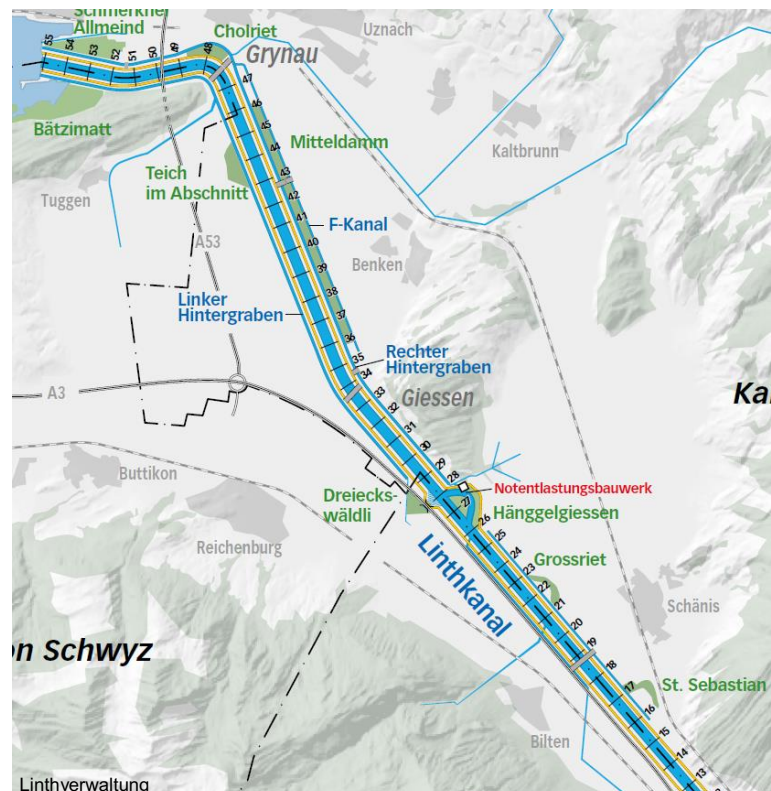 Schmerkner
Allmeind
Cholriet
Uznach
55
54
53
52
51
50
49
48
Grynau
47
46
45
44
43
42
41
40
39
38
37
36
35
34
33
32
31
30
29
28
27
26
25
24
23
22
21
20
19
18
17
16
15
14
13
Bätzimatt
Mitteldamm
Kaltbrunn
Teich
im Abschnitt
Tuggen
A53
F-Kanal
Benken
Linker
Hintergraben
Rechter
Hintergraben
A3
Giessen
Ka
Buttikon
Notentlastungsbauwerk
Dreiecks-
wäldli
Hänggelgiessen
Reichenburg
Linthkanal
Grossriet
Schänis
on Schwyz
St. Sebastian
Bilten
Linthverwaltung